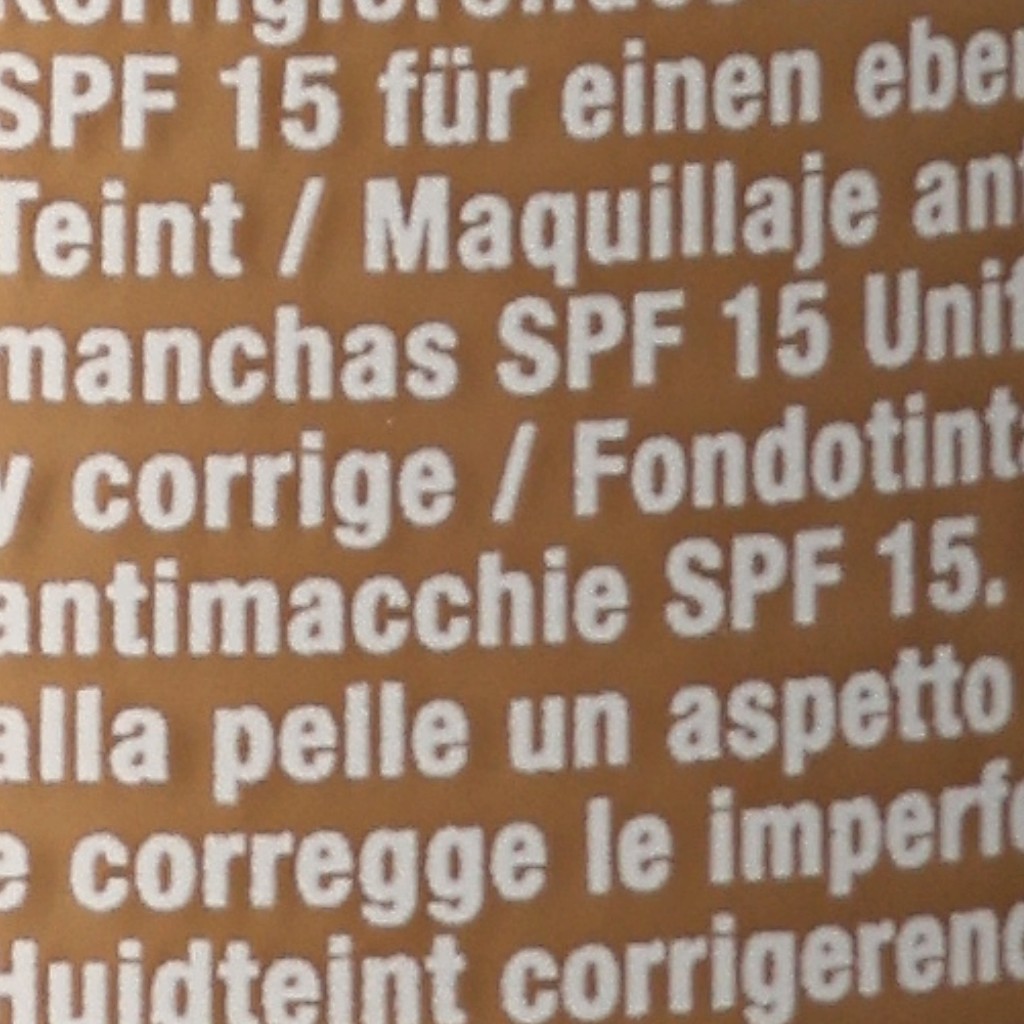 SPF 15 für einen eben
Teint / Maquillaje ant
manchas SPF 15 Unif
y corrige / Fondotinta
antimacchie SPF 15.
alla pelle un aspetto
e corregge le imperfe
Huidteint corrigerend